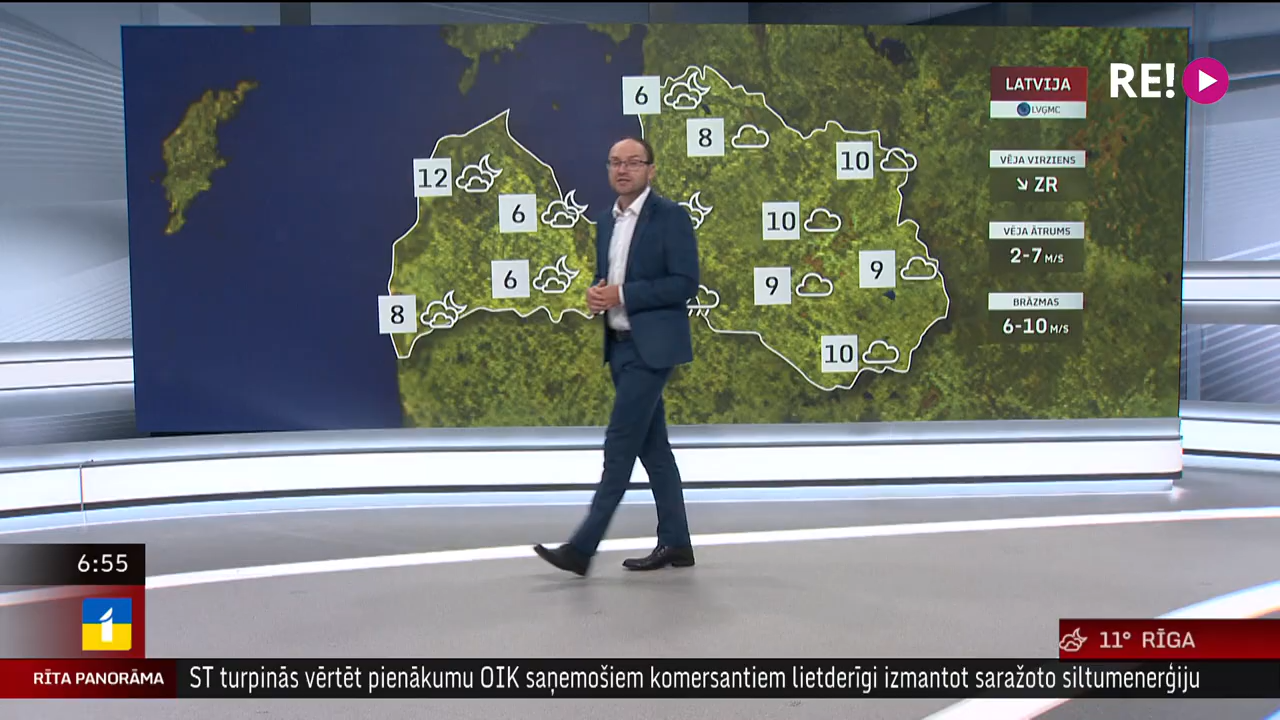 RE!
LATVIJA
LVĢMC
VĒJA VIRZIENS
ZR
VĒJA ĀTRUMS
2-7 M/S
BRĀZMAS
6-10 M/S
6
8
10
12
6
10
6
9
9
8
10
6:55
1
11° RĪGA
RĪTA PANORĀMA
ST turpinās vērtēt pienākumu OIK saņemošiem komersantiem lietderīgi izmantot saražoto siltumenerģiju